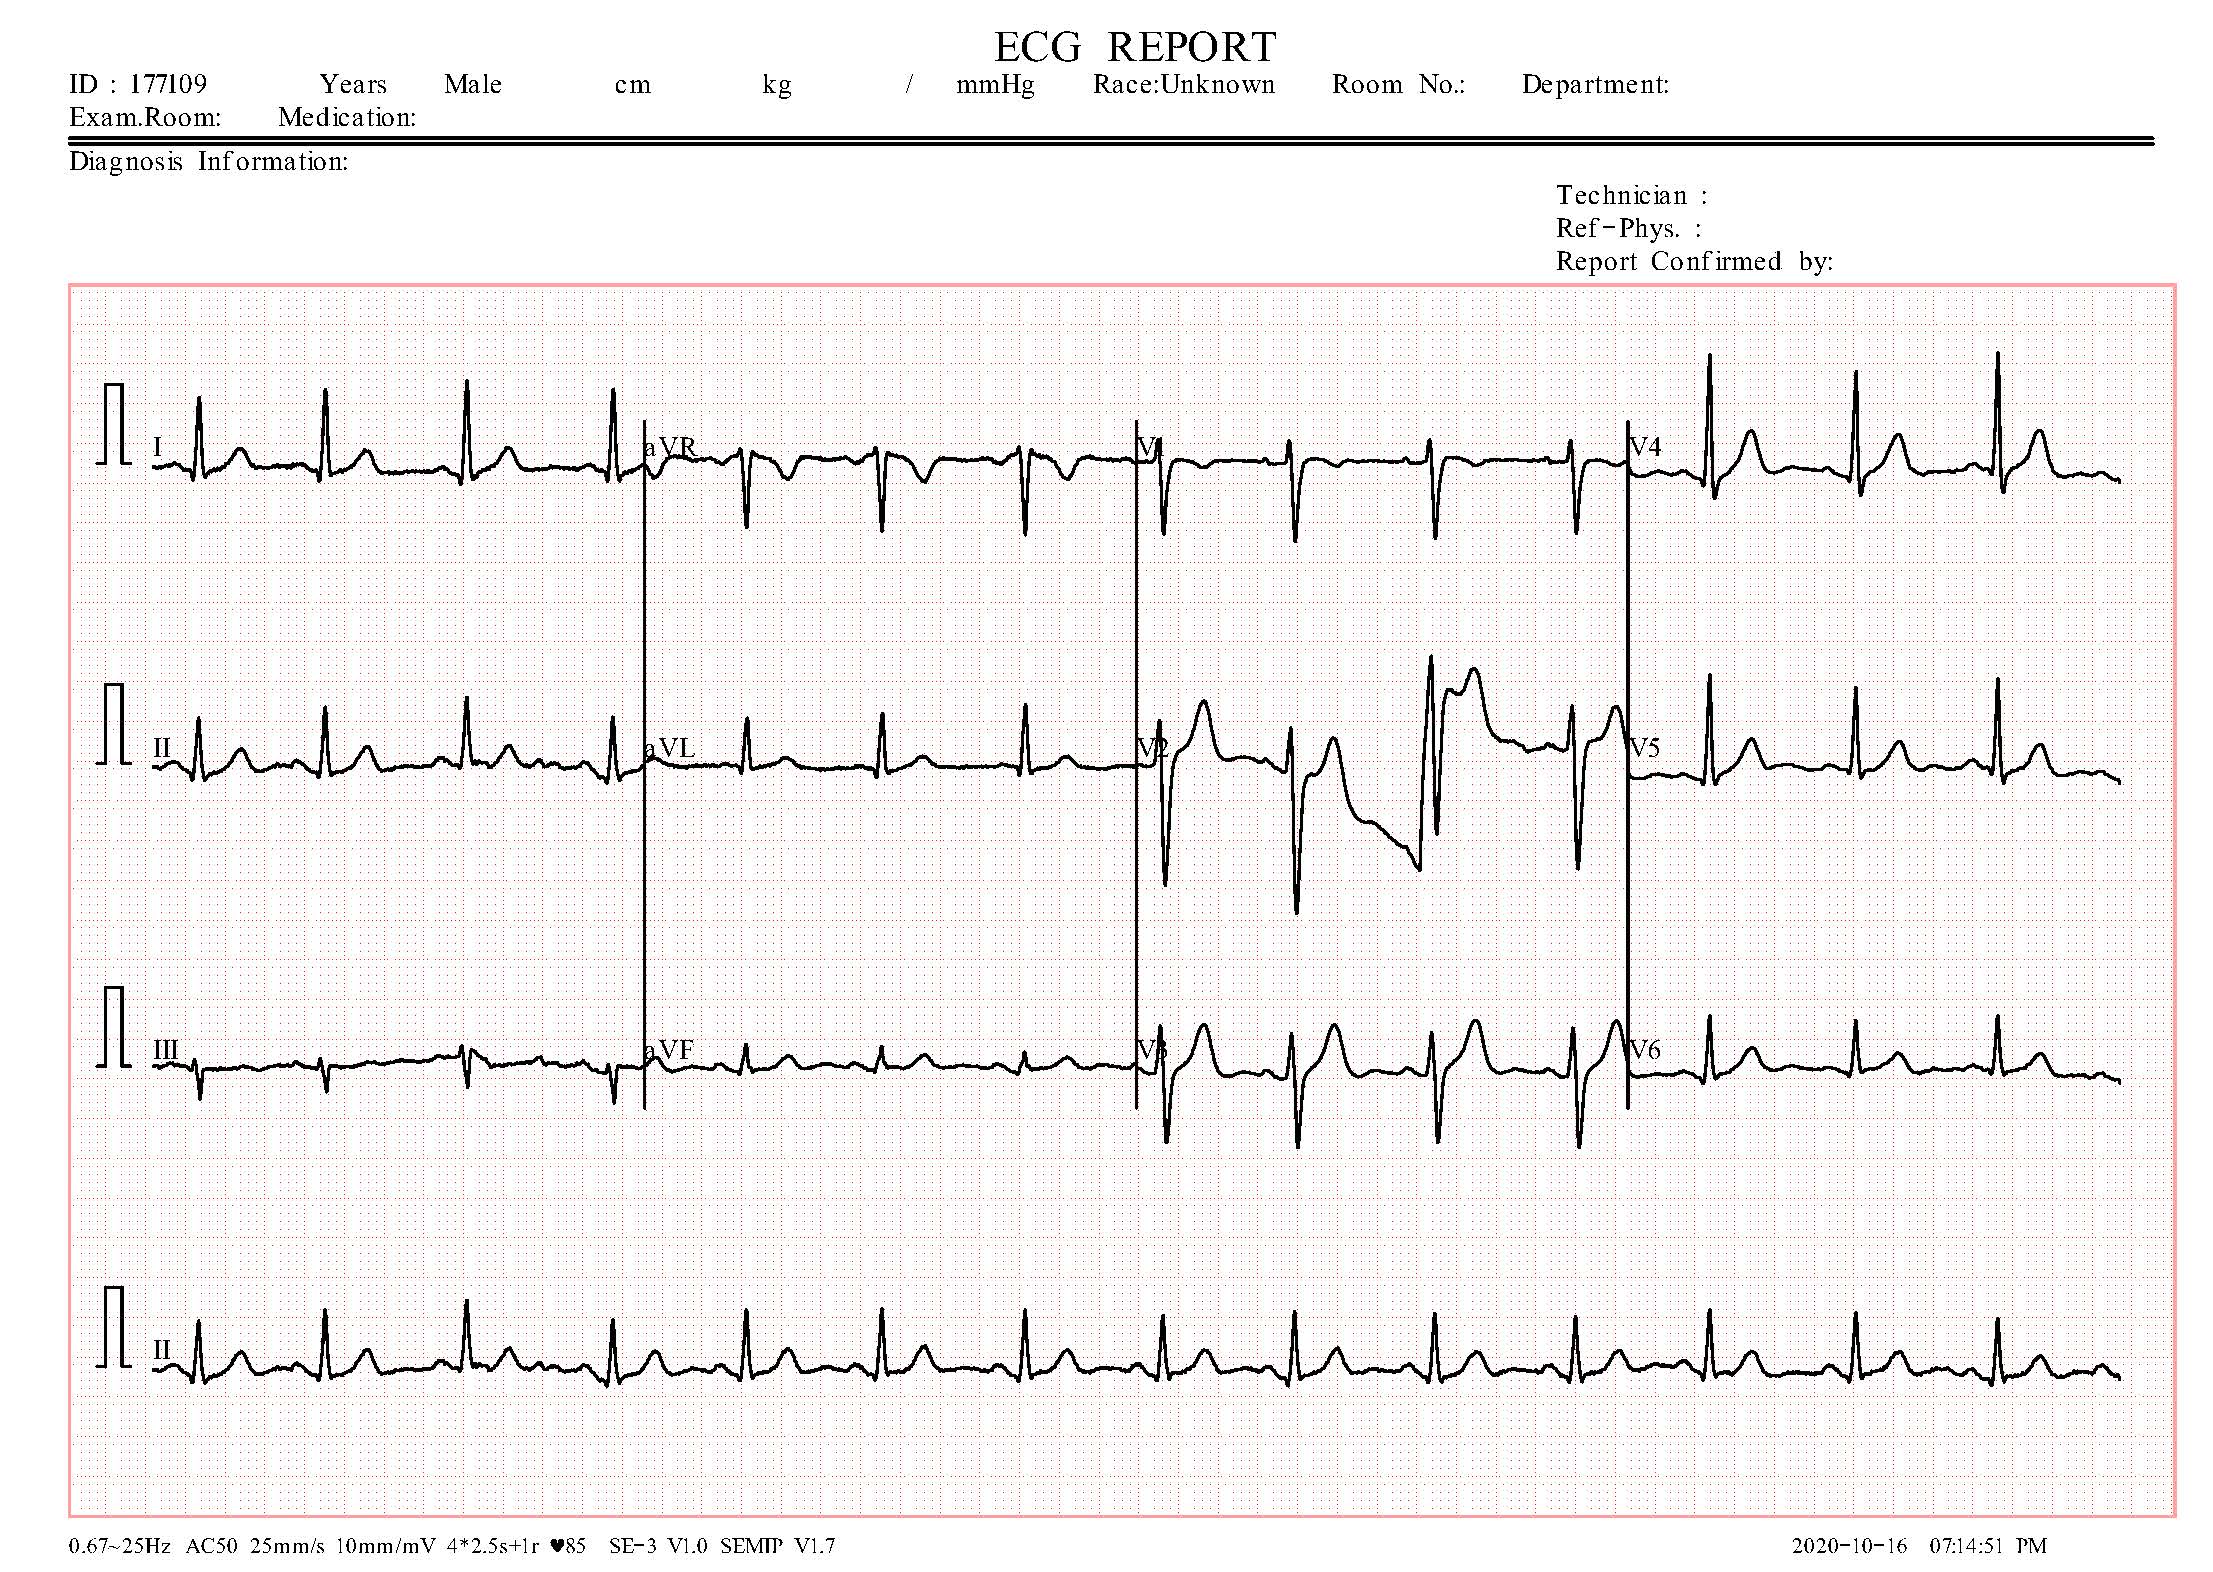 ECG REPORT
ID : 177109 Years Male cm kg / mmHg Race:Unknown Room No.: Department:
Exam.Room: Medication:
Diagnosis Information:
Technician :
Ref-Phys. :
Report Confirmed by:
I aVR V1 V4
II aVL V2 V5
III aVF V3 V6
II
0.67~25Hz AC50 25mm/s 10mm/mV 4*2.5s+1r ♥85 SE-3 V1.0 SEMIP V1.7 2020-10-16 07:14:51 PM